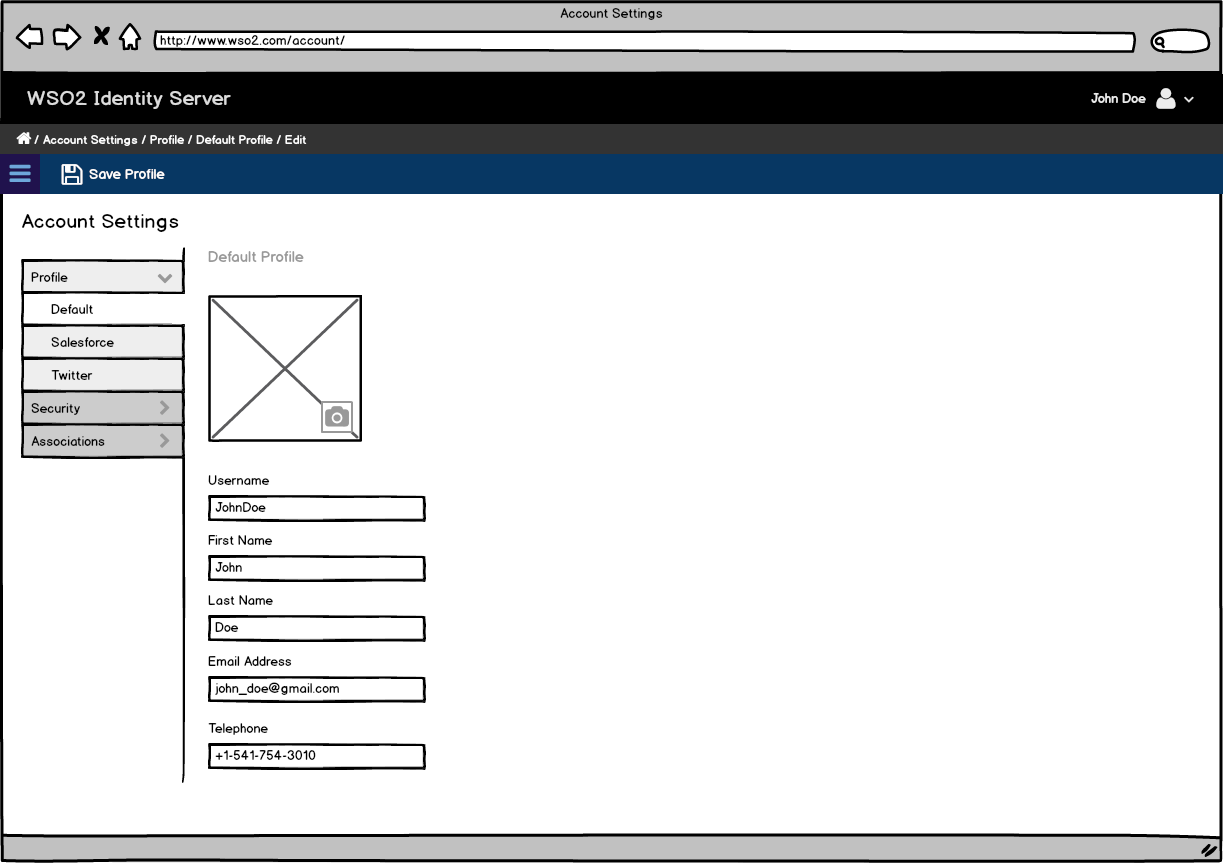 Account Settings
http://www.wso2.com/account/
WSO2 Identity Server
John Doe
/ Account Settings / Profile / Default Profile / Edit
Save Profile
Account Settings
Profile
Default
Salesforce
Twitter
Security
Associations
Default Profile
Username
JohnDoe
First Name
John
Last Name
Doe
Email Address
john_doe@gmail.com
Telephone
+1-541-754-3010